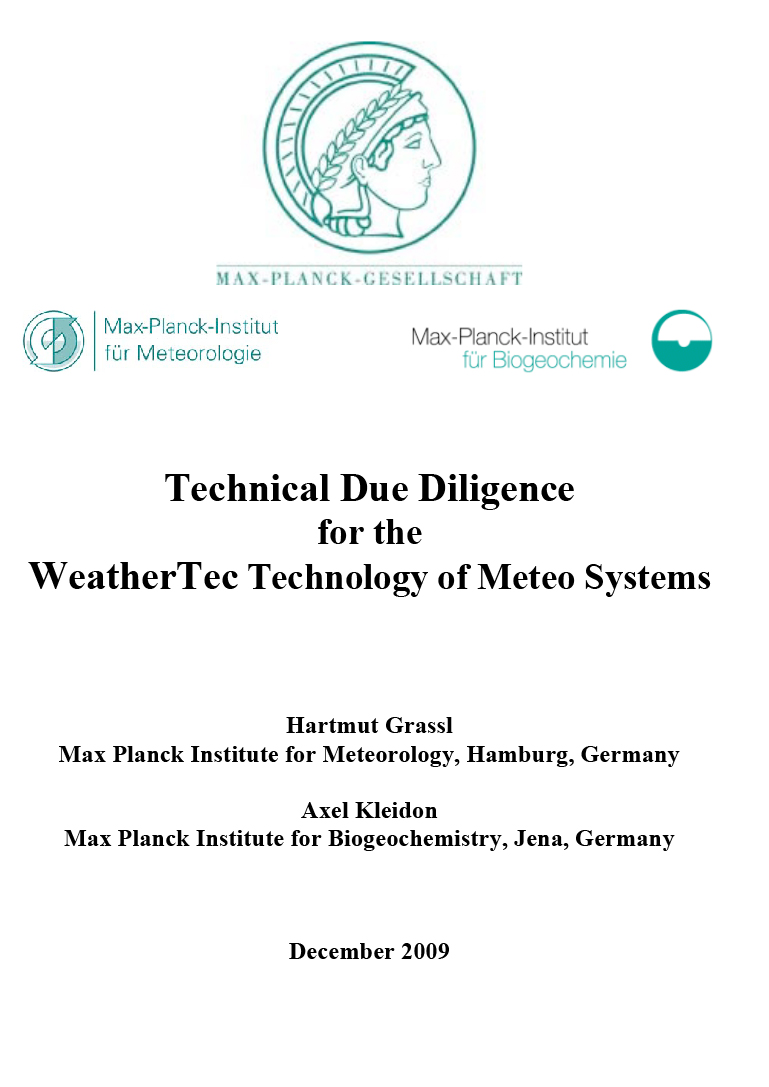 MAX-PLANCK-GESELLSCHAFT
Max-Planck-Institut
für Meteorologie
Max-Planck-Institut
für Biogeochemie
Technical Due Diligence
for the
WeatherTec Technology of Meteo Systems
Hartmut Grassl
Max Planck Institute for Meteorology, Hamburg, Germany
Axel Kleidon
Max Planck Institute for Biogeochemistry, Jena, Germany
December 2009